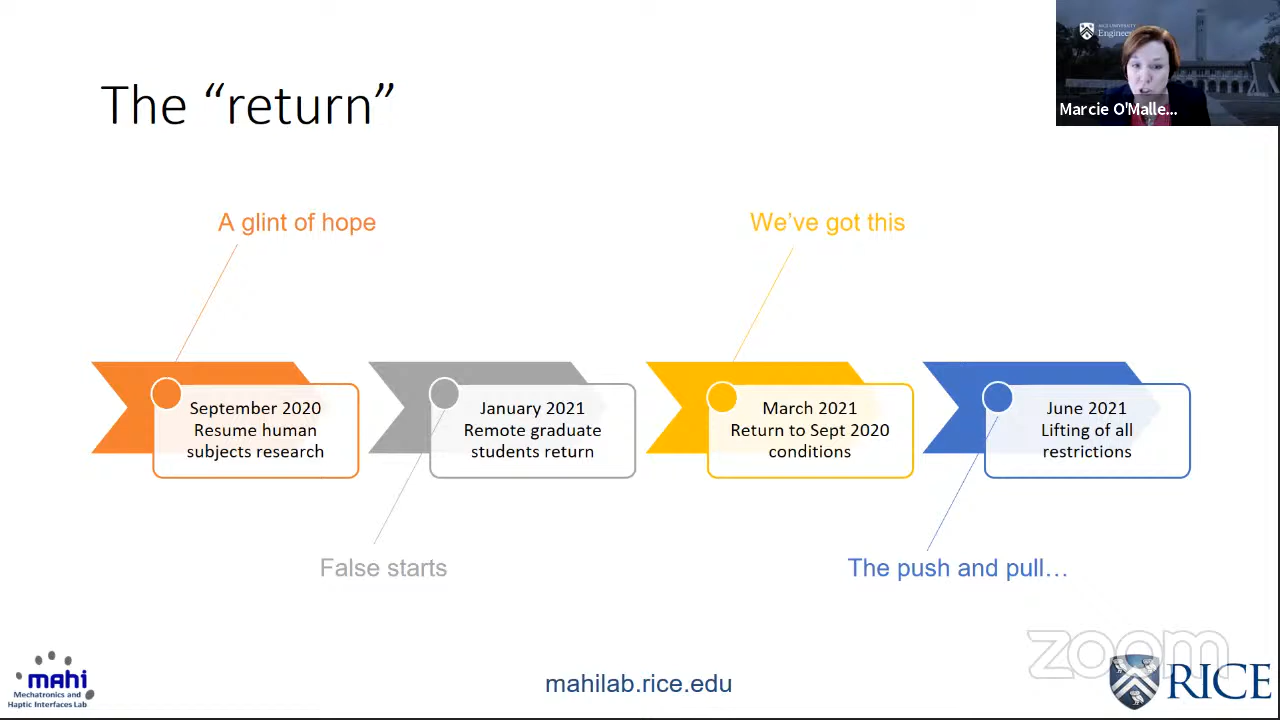 RICE UNIVERSITY
Marcie O'Malle...
The “return”
A glint of hope
We’ve got this
September 2020
Resume human
subjects research
January 2021
Remote graduate
students return
March 2021
Return to Sept 2020
conditions
June 2021
Lifting of all
restrictions
False starts
The push and pull…
zoom
mahi
Mechatronics and
Haptic Interfaces Lab
mahilab.rice.edu
RICE